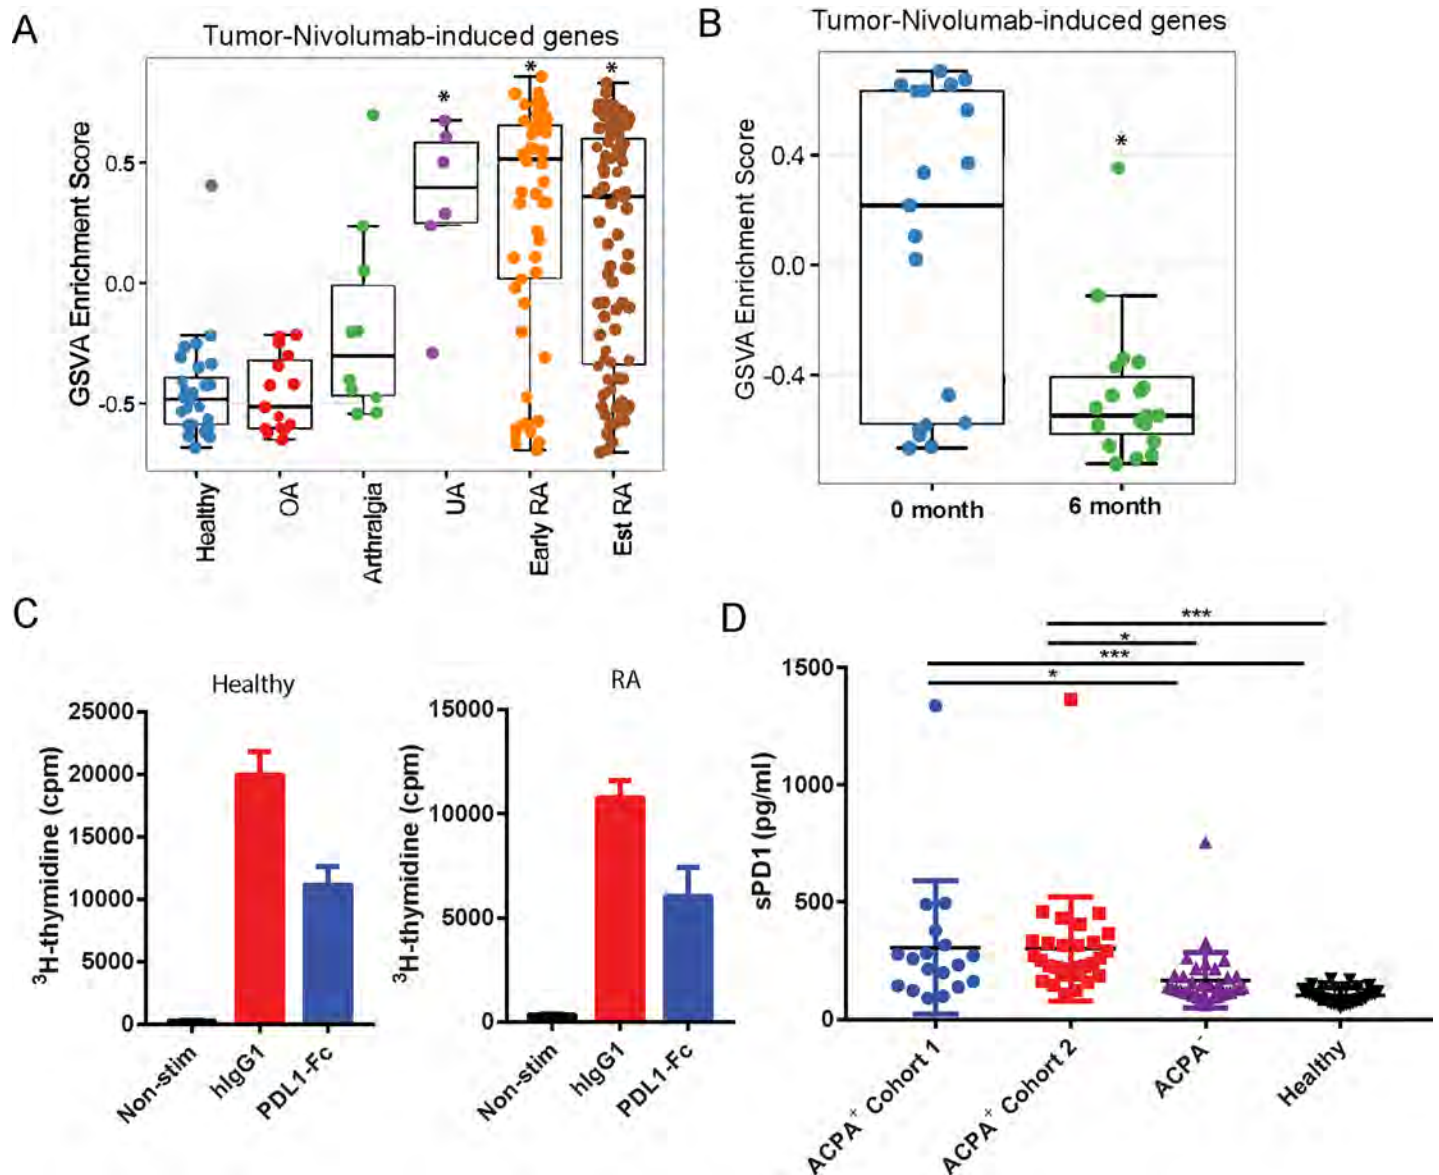 A
Tumor-Nivolumab-induced genes
GSVA Enrichment Score
0.5
0.0
-0.5
*
*
*
Healthy
OA
Arthralgia
UA
Early RA
Est RA
B
Tumor-Nivolumab-induced genes
GSVA Enrichment Score
0.4
0.0
-0.4
*
0 month
6 month
C
Healthy
³H-thymidine (cpm)
25000
20000
15000
10000
5000
0
Non-stim
hIgG1
PDL1-Fc
RA
³H-thymidine (cpm)
15000
10000
5000
0
Non-stim
hIgG1
PDL1-Fc
D
***
*
***
*
sPD1 (pg/ml)
1500
1000
500
0
ACPA⁺ Cohort 1
ACPA⁺ Cohort 2
ACPA⁻
Healthy